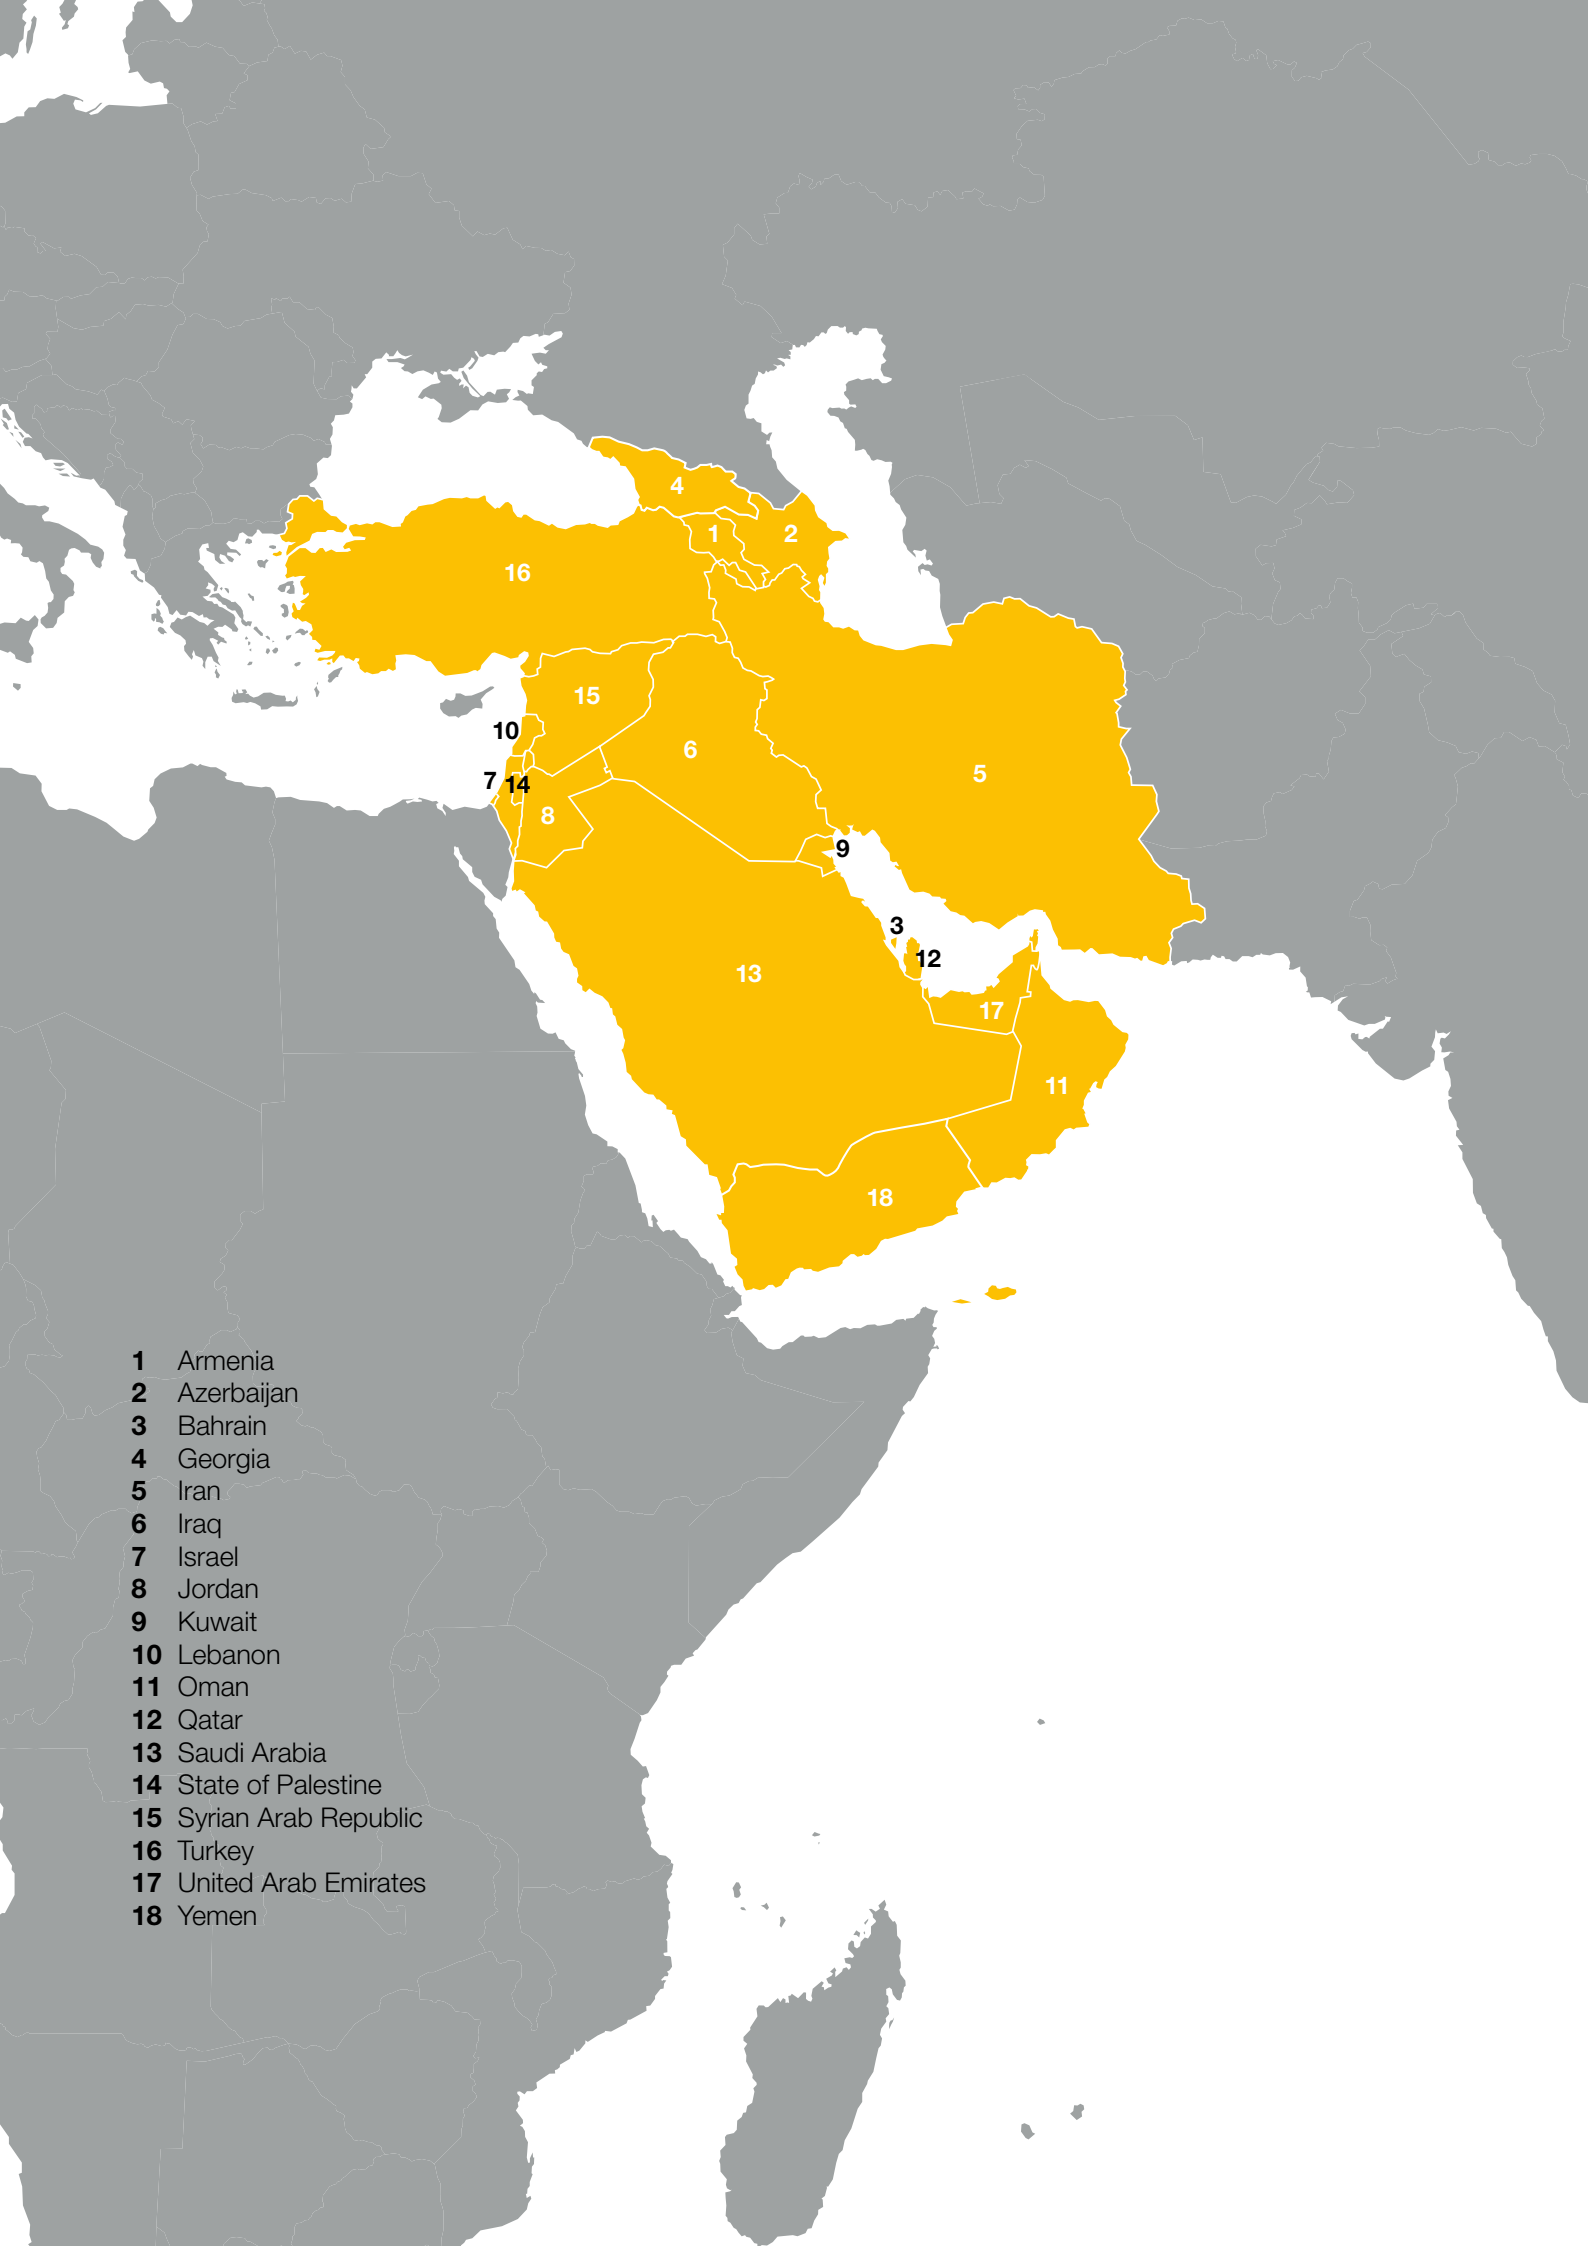 4
1
2
16
15
10
6
5
7
14
8
9
3
12
13
17
11
18
1 Armenia
2 Azerbaijan
3 Bahrain
4 Georgia
5 Iran
6 Iraq
7 Israel
8 Jordan
9 Kuwait
10 Lebanon
11 Oman
12 Qatar
13 Saudi Arabia
14 State of Palestine
15 Syrian Arab Republic
16 Turkey
17 United Arab Emirates
18 Yemen